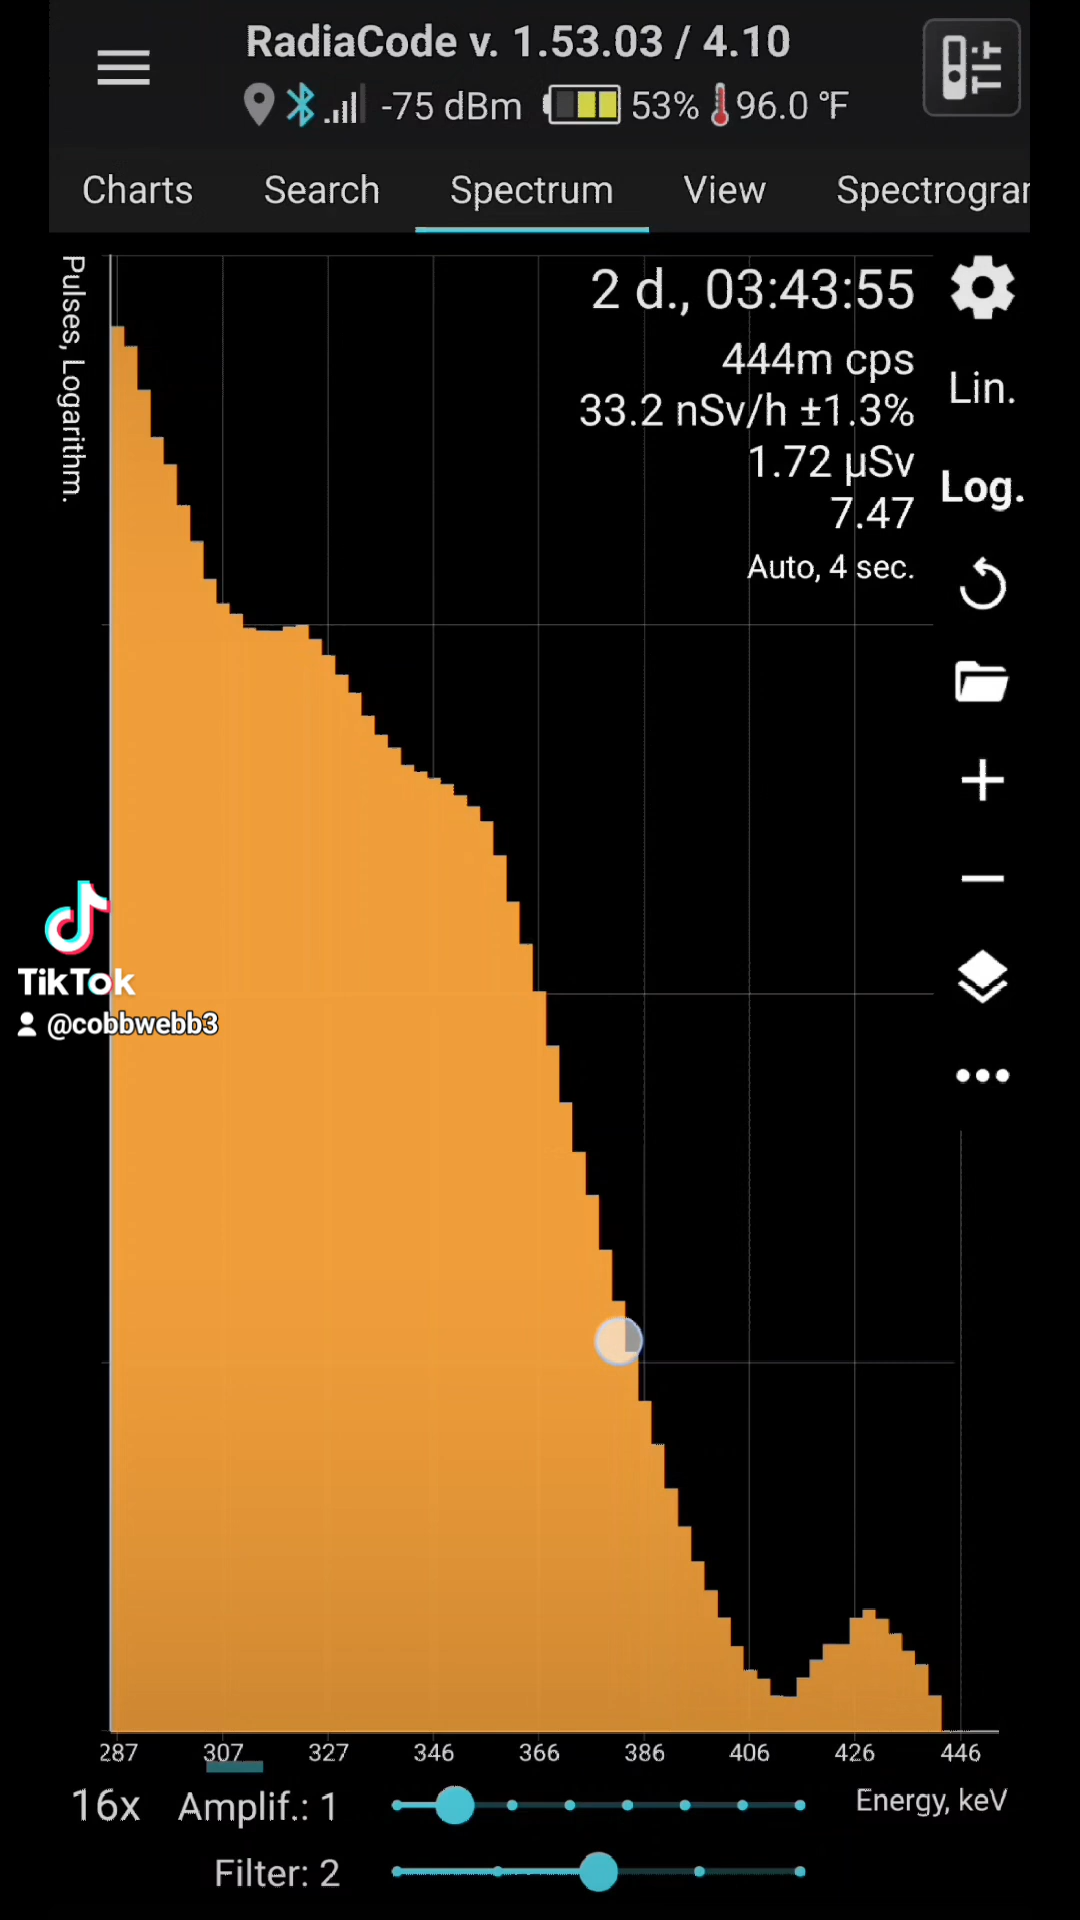 RadiaCode v. 1.53.03 / 4.10
-75 dBm 53% 96.0 °F
Charts Search Spectrum View Spectrogram
Pulses, Logarithm.
2 d., 03:43:55
444m cps
33.2 nSv/h ±1.3%
1.72 µSv
7.47
Auto, 4 sec.
Lin.
Log.
TikTok
@cobbwebb3
287 307 327 346 366 386 406 426 446
16x Amplif.: 1 Energy, keV
Filter: 2